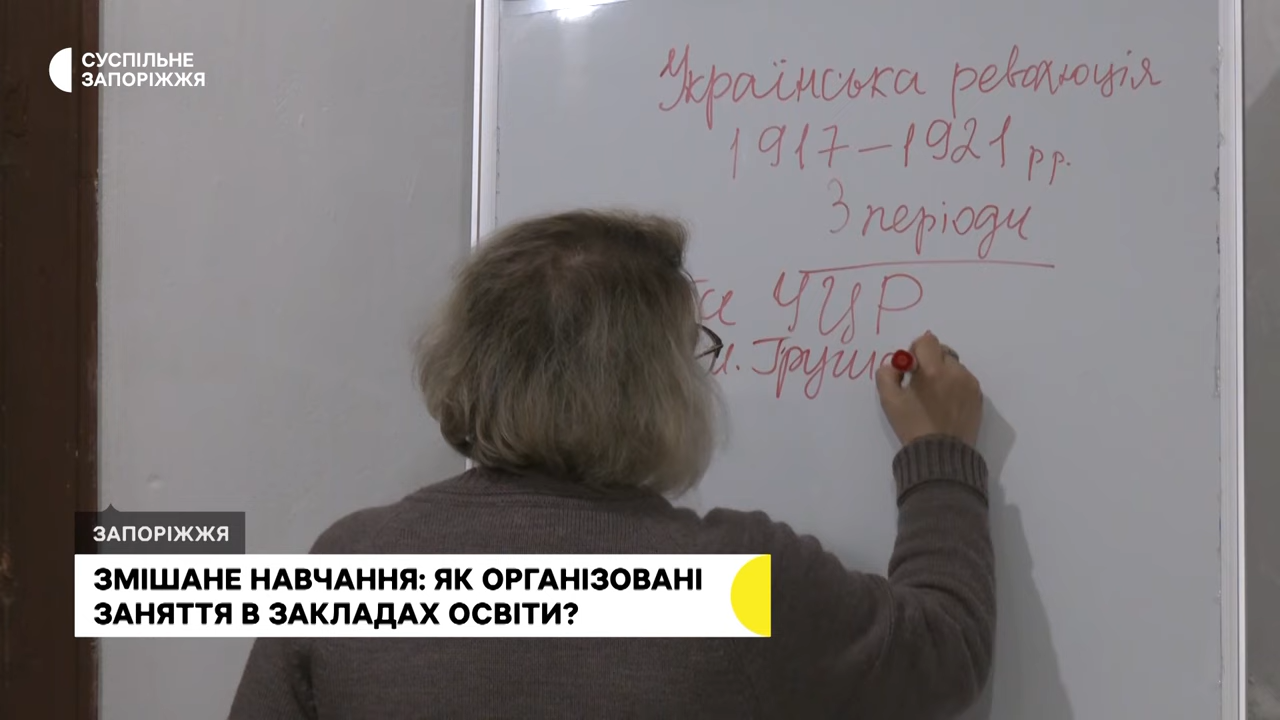 СУСПІЛЬНЕ
ЗАПОРІЖЖЯ
Українська революція
1917–1921 рр.
3 періоди
УЦР
ЗАПОРІЖЖЯ
ЗМІШАНЕ НАВЧАННЯ: ЯК ОРГАНІЗОВАНІ
ЗАНЯТТЯ В ЗАКЛАДАХ ОСВІТИ?